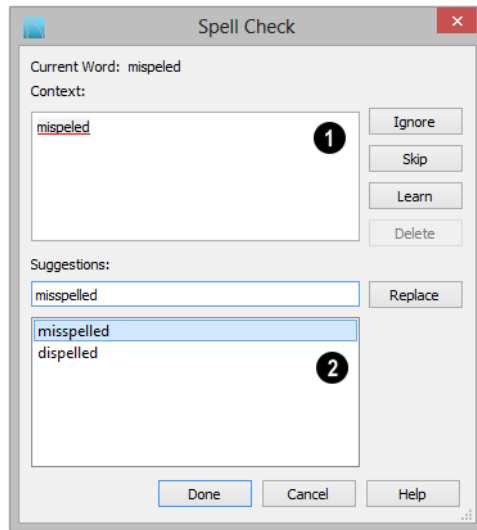 Spell Check
Current Word: mispeled
Context:
mispeled
1
Ignore
Skip
Learn
Delete
Suggestions:
misspelled
Replace
misspelled
dispelled
2
Done Cancel Help